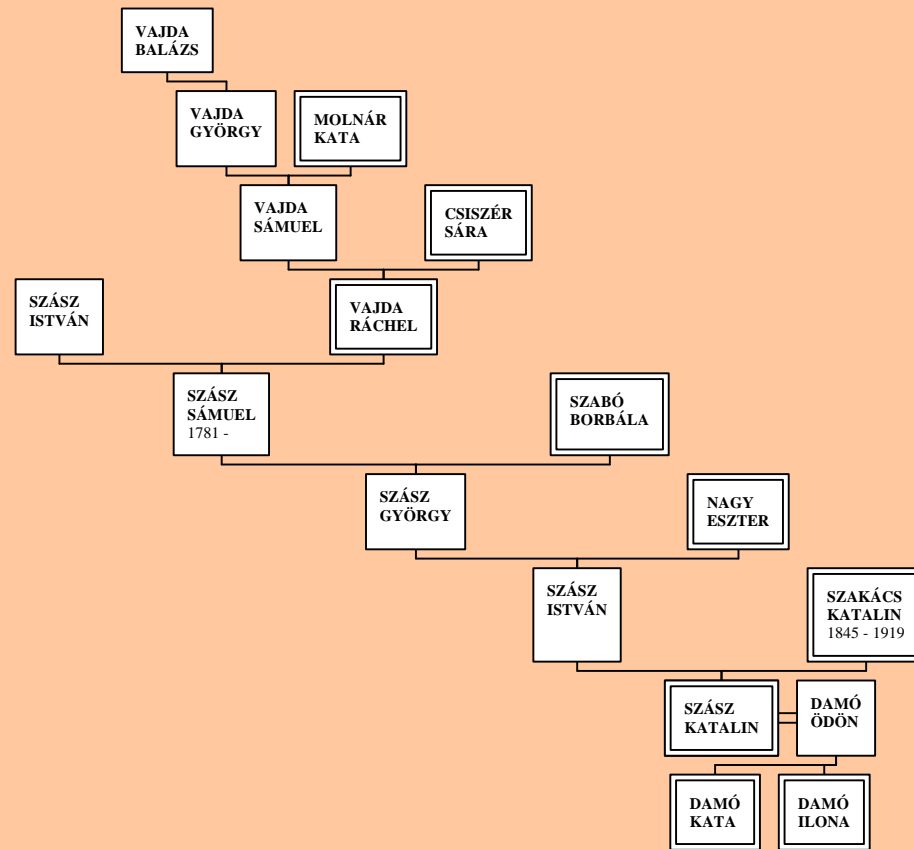 VAJDA
BALÁZS
VAJDA
GYÖRGY
MOLNÁR
KATA
VAJDA
SÁMUEL
CSISZÉR
SÁRA
SZÁSZ
ISTVÁN
VAJDA
RÁCHEL
SZÁSZ
SÁMUEL
1781 -
SZABÓ
BORBÁLA
SZÁSZ
GYÖRGY
NAGY
ESZTER
SZÁSZ
ISTVÁN
SZAKÁCS
KATALIN
1845 - 1919
SZÁSZ
KATALIN
DAMÓ
ÖDÖN
DAMÓ
KATA
DAMÓ
ILONA